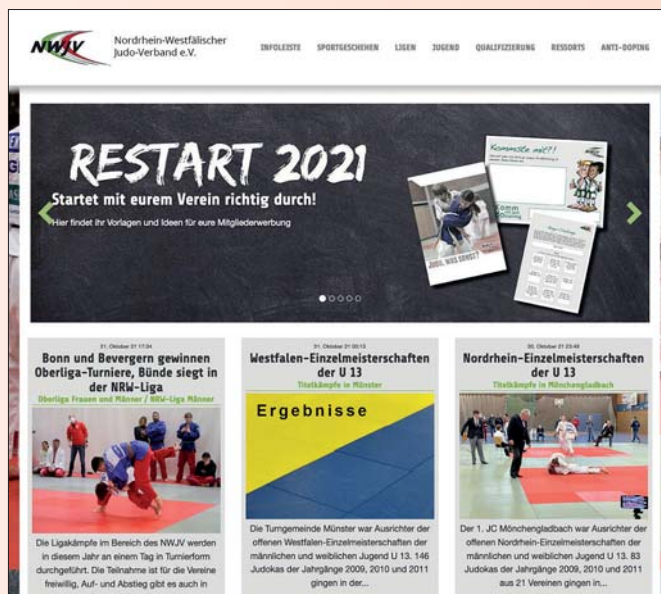 NWJV
Nordrhein-Westfälischer
Judo-Verband e.V.
INFOLEISTE SPORTGESCHEHEN LIGEN JUGEND QUALIFIZIERUNG RESSORTS ANTI-DOPING
RESTART 2021
Startet mit eurem Verein richtig durch!
Hier findet ihr Vorlagen und Ideen für eure Mitgliederwerbung
Kommste mit?!
JUDO, WAS SONST?
31. Oktober 21 17:34
Bonn und Bevergern gewinnen
Oberliga-Turniere, Bünde siegt in
der NRW-Liga
Oberliga Frauen und Männer / NRW-Liga Männer
Die Ligakämpfe im Bereich des NWJV werden
in diesem Jahr an einem Tag in Turnierform
durchgeführt. Die Teilnahme ist für die Vereine
freiwillig, Auf- und Abstieg gibt es auch in
31. Oktober 21 00:13
Westfalen-Einzelmeisterschaften
der U 13
Titelkämpfe in Münster
Ergebnisse
Die Turngemeinde Münster war Ausrichter der
offenen Westfalen-Einzelmeisterschaften der
männlichen und weiblichen Jugend U 13. 146
Judokas der Jahrgänge 2009, 2010 und 2011
gingen in der...
30. Oktober 21 23:49
Nordrhein-Einzelmeisterschaften
der U 13
Titelkämpfe in Mönchengladbach
Der 1. JC Mönchengladbach war Ausrichter der
offenen Nordrhein-Einzelmeisterschaften der
männlichen und weiblichen Jugend U 13. 83
Judokas der Jahrgänge 2009, 2010 und 2011
aus 21 Vereinen gingen in...